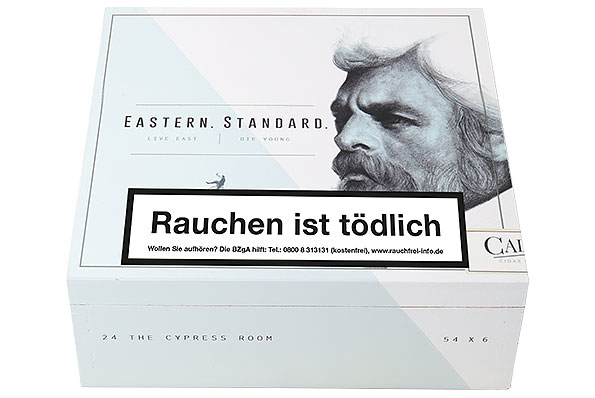 EASTERN. STANDARD.
LIVE EAST | DIE YOUNG
Rauchen ist tödlich
Wollen Sie aufhören? Die BZgA hilft: Tel.: 0800 8 313131 (kostenfrei), www.rauchfrei-info.de
CAL
CIGAR
24 THE CYPRESS ROOM 54 X 6